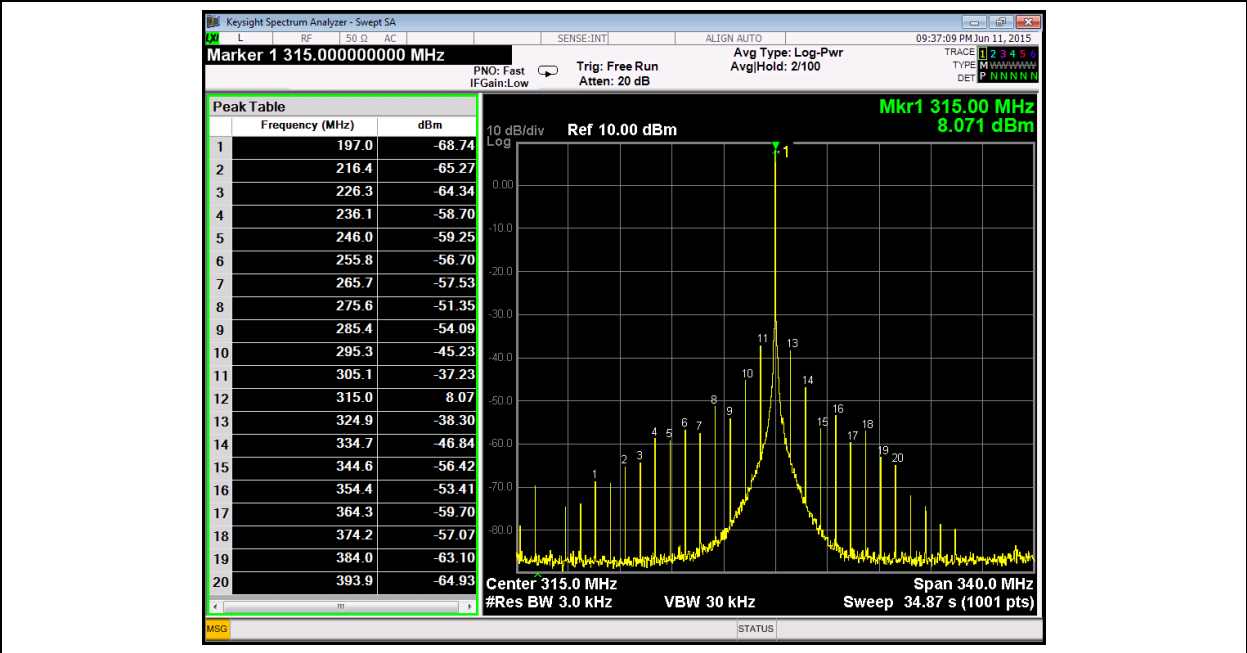 Keysight Spectrum Analyzer - Swept SA
LXI L RF 50 Ω AC SENSE:INT ALIGN AUTO 09:37:09 PM Jun 11, 2015
Marker 1 315.000000000 MHz
PNO: Fast
IFGain:Low
Trig: Free Run
Atten: 20 dB
Avg Type: Log-Pwr
Avg|Hold: 2/100
TRACE 1 2 3 4 5 6
TYPE M WWWWW
DET P N N N N N
Peak Table
Frequency (MHz) dBm
1 197.0 -68.74
2 216.4 -65.27
3 226.3 -64.34
4 236.1 -58.70
5 246.0 -59.25
6 255.8 -56.70
7 265.7 -57.53
8 275.6 -51.35
9 285.4 -54.09
10 295.3 -45.23
11 305.1 -37.23
12 315.0 8.07
13 324.9 -38.30
14 334.7 -46.84
15 344.6 -56.42
16 354.4 -53.41
17 364.3 -59.70
18 374.2 -57.07
19 384.0 -63.10
20 393.9 -64.93
Mkr1 315.00 MHz
8.071 dBm
10 dB/div Ref 10.00 dBm
Log
1
0.00
-10.0
-20.0
-30.0
11 13
-40.0
10 14
-50.0
8 9 16
6 7 15 18
4 5 17
-60.0
2 3 19 20
1
-70.0
-80.0
Center 315.0 MHz Span 340.0 MHz
#Res BW 3.0 kHz VBW 30 kHz Sweep 34.87 s (1001 pts)
MSG STATUS